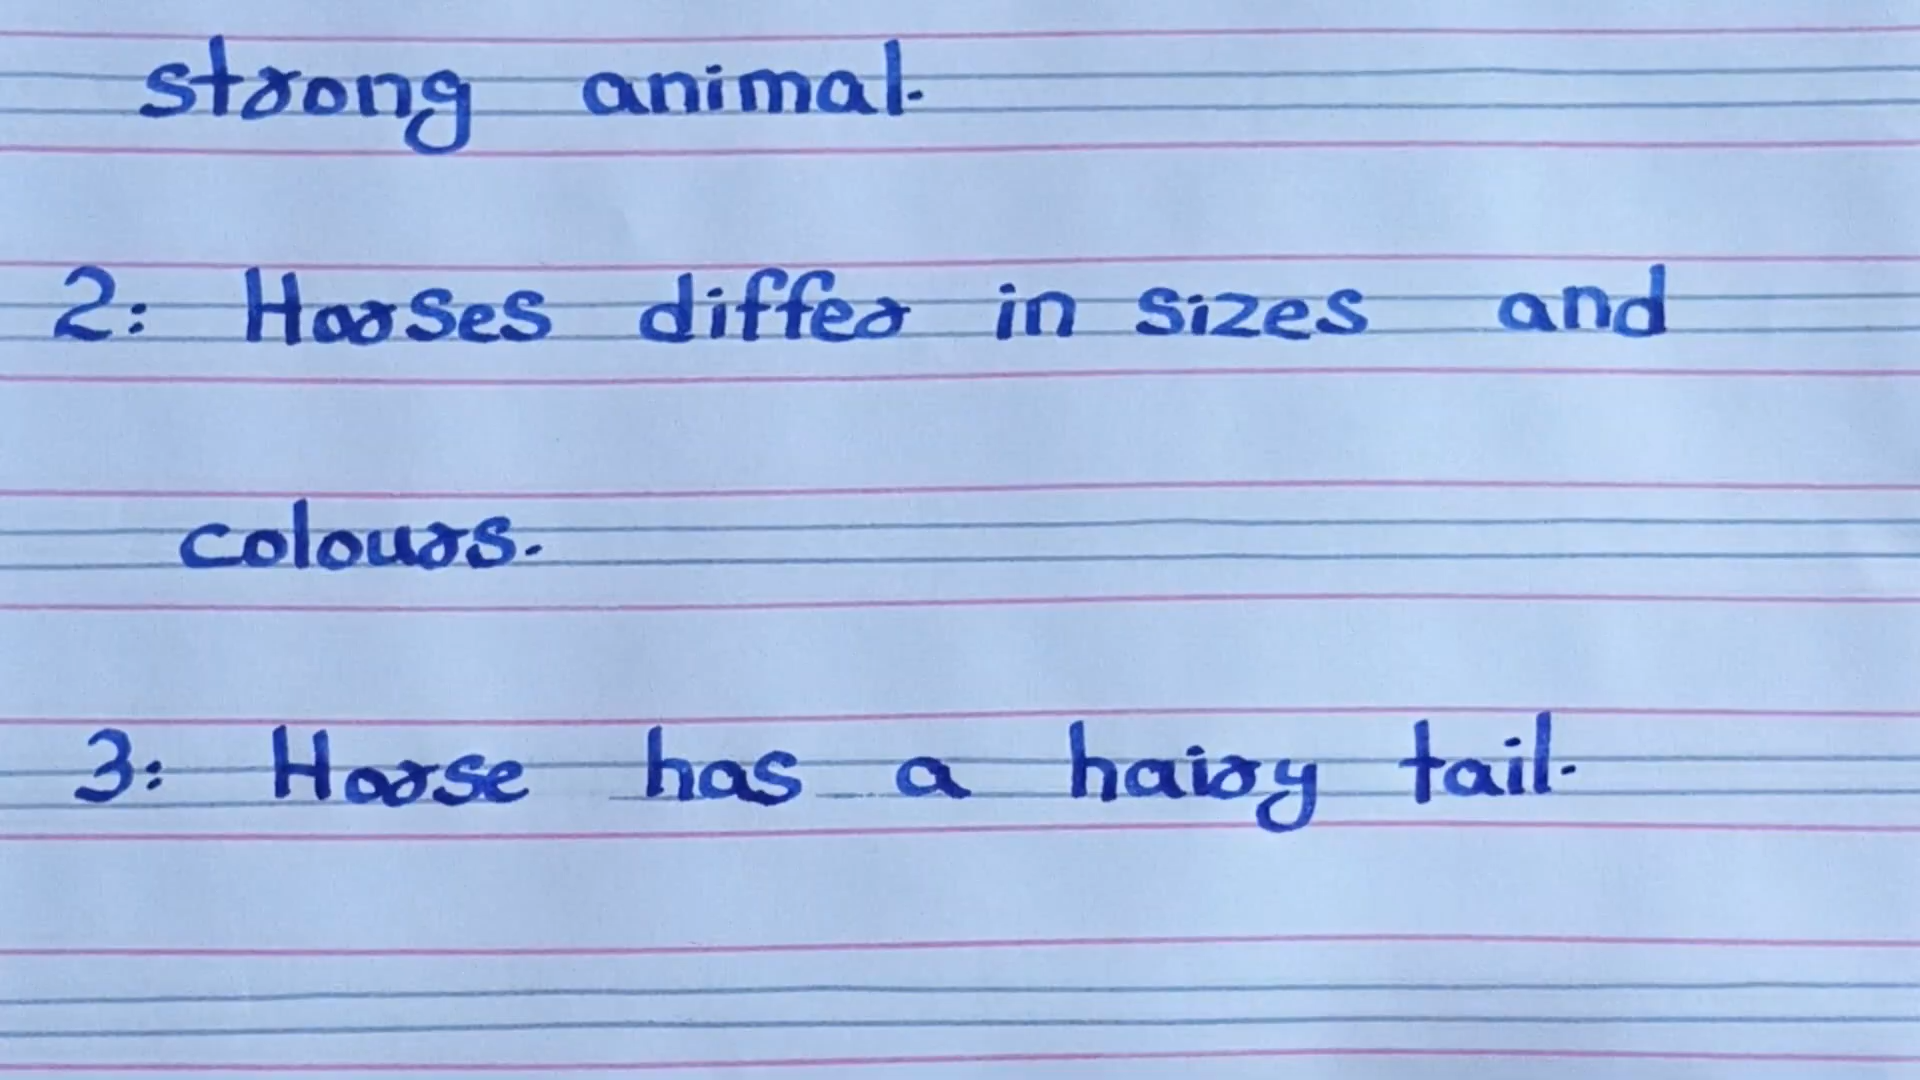 strong animal.
2: Horses differ in sizes and
colours.
3: Horse has a hairy tail.